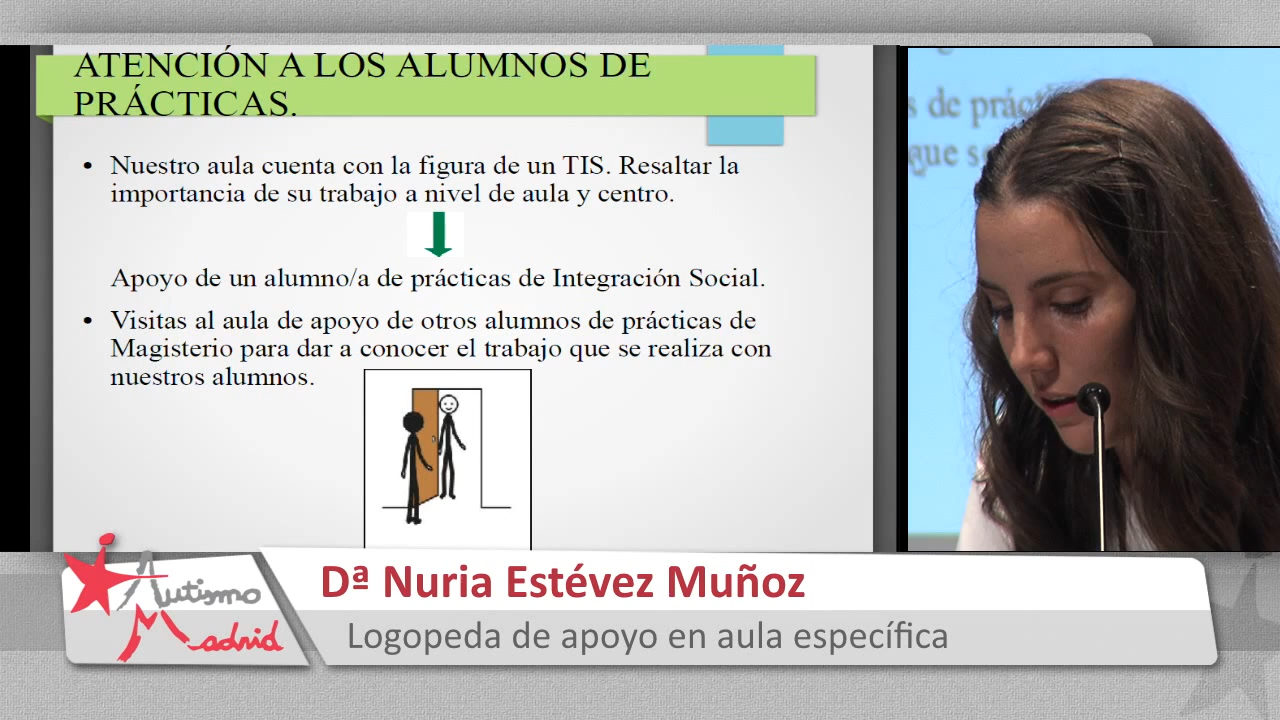 ATENCIÓN A LOS ALUMNOS DE
PRÁCTICAS.
• Nuestro aula cuenta con la figura de un TIS. Resaltar la
importancia de su trabajo a nivel de aula y centro.
Apoyo de un alumno/a de prácticas de Integración Social.
• Visitas al aula de apoyo de otros alumnos de prácticas de
Magisterio para dar a conocer el trabajo que se realiza con
nuestros alumnos.
s de prác
que s
Autismo
Madrid
Dª Nuria Estévez Muñoz
Logopeda de apoyo en aula específica